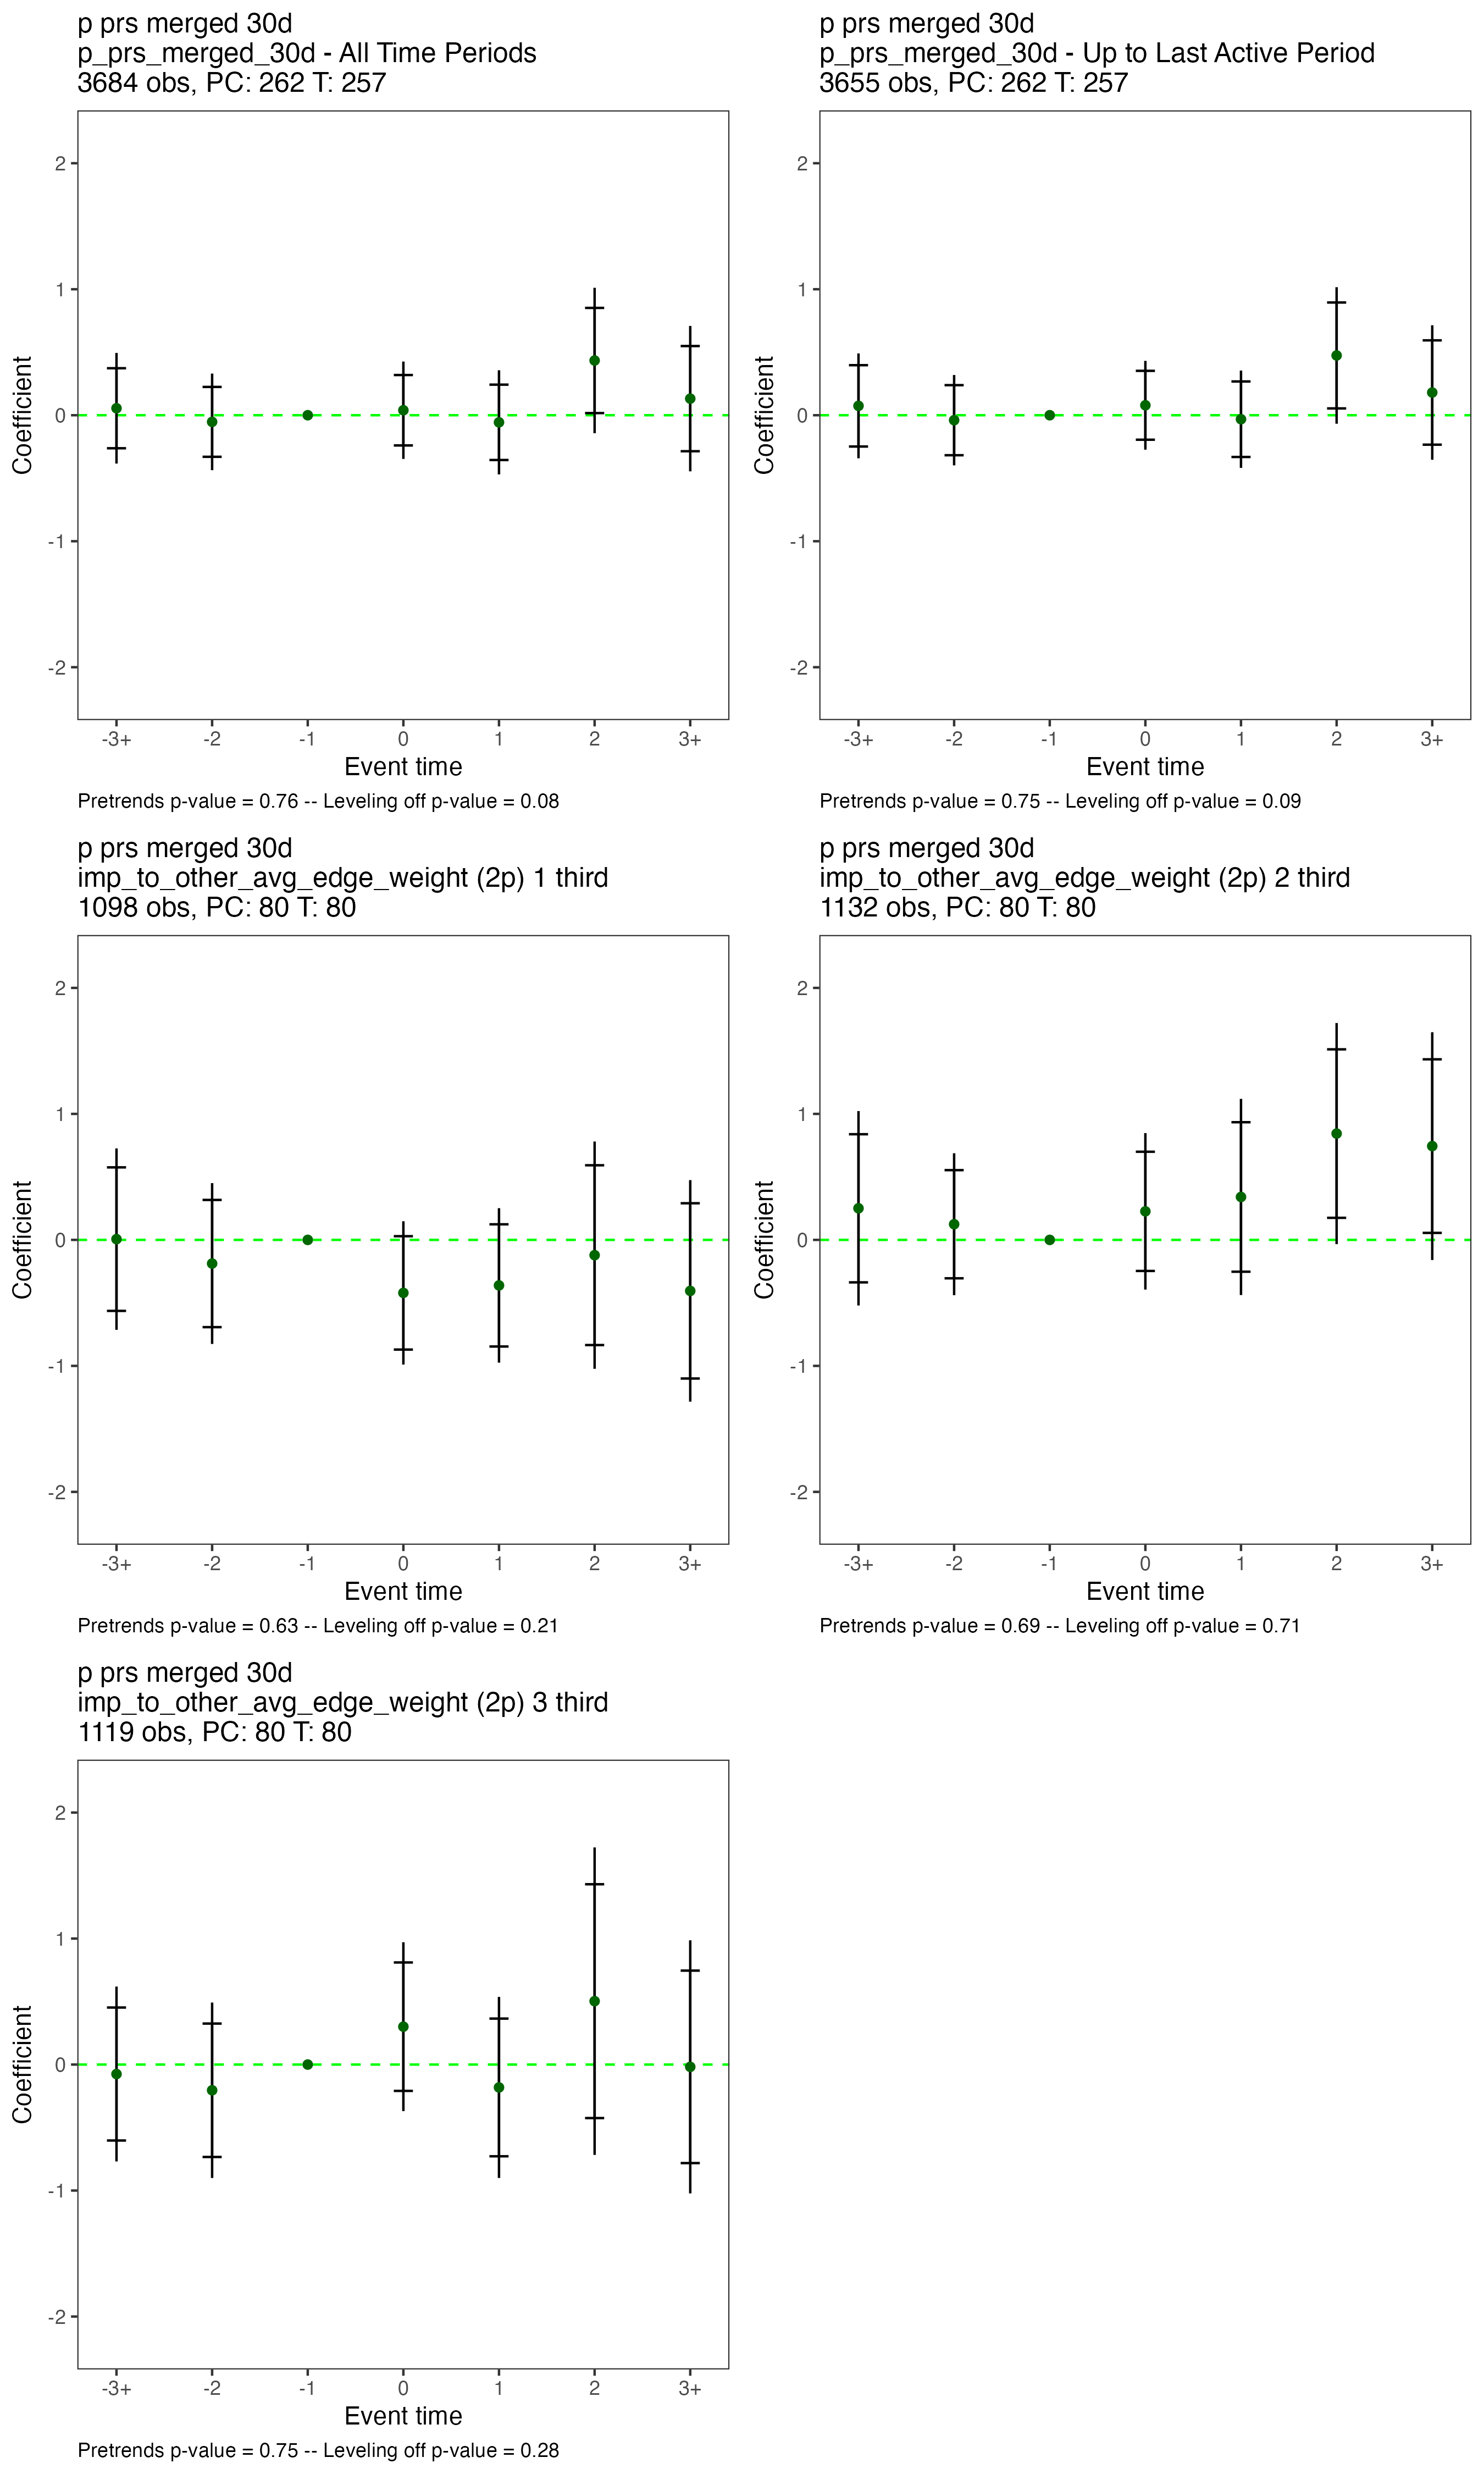 p prs merged 30d
p_prs_merged_30d - All Time Periods
3684 obs, PC: 262 T: 257
2
1
0
-1
-2
Coefficient
-3+ -2 -1 0 1 2 3+
Event time
Pretrends p-value = 0.76 -- Leveling off p-value = 0.08
p prs merged 30d
p_prs_merged_30d - Up to Last Active Period
3655 obs, PC: 262 T: 257
2
1
0
-1
-2
Coefficient
-3+ -2 -1 0 1 2 3+
Event time
Pretrends p-value = 0.75 -- Leveling off p-value = 0.09
p prs merged 30d
imp_to_other_avg_edge_weight (2p) 1 third
1098 obs, PC: 80 T: 80
2
1
0
-1
-2
Coefficient
-3+ -2 -1 0 1 2 3+
Event time
Pretrends p-value = 0.63 -- Leveling off p-value = 0.21
p prs merged 30d
imp_to_other_avg_edge_weight (2p) 2 third
1132 obs, PC: 80 T: 80
2
1
0
-1
-2
Coefficient
-3+ -2 -1 0 1 2 3+
Event time
Pretrends p-value = 0.69 -- Leveling off p-value = 0.71
p prs merged 30d
imp_to_other_avg_edge_weight (2p) 3 third
1119 obs, PC: 80 T: 80
2
1
0
-1
-2
Coefficient
-3+ -2 -1 0 1 2 3+
Event time
Pretrends p-value = 0.75 -- Leveling off p-value = 0.28